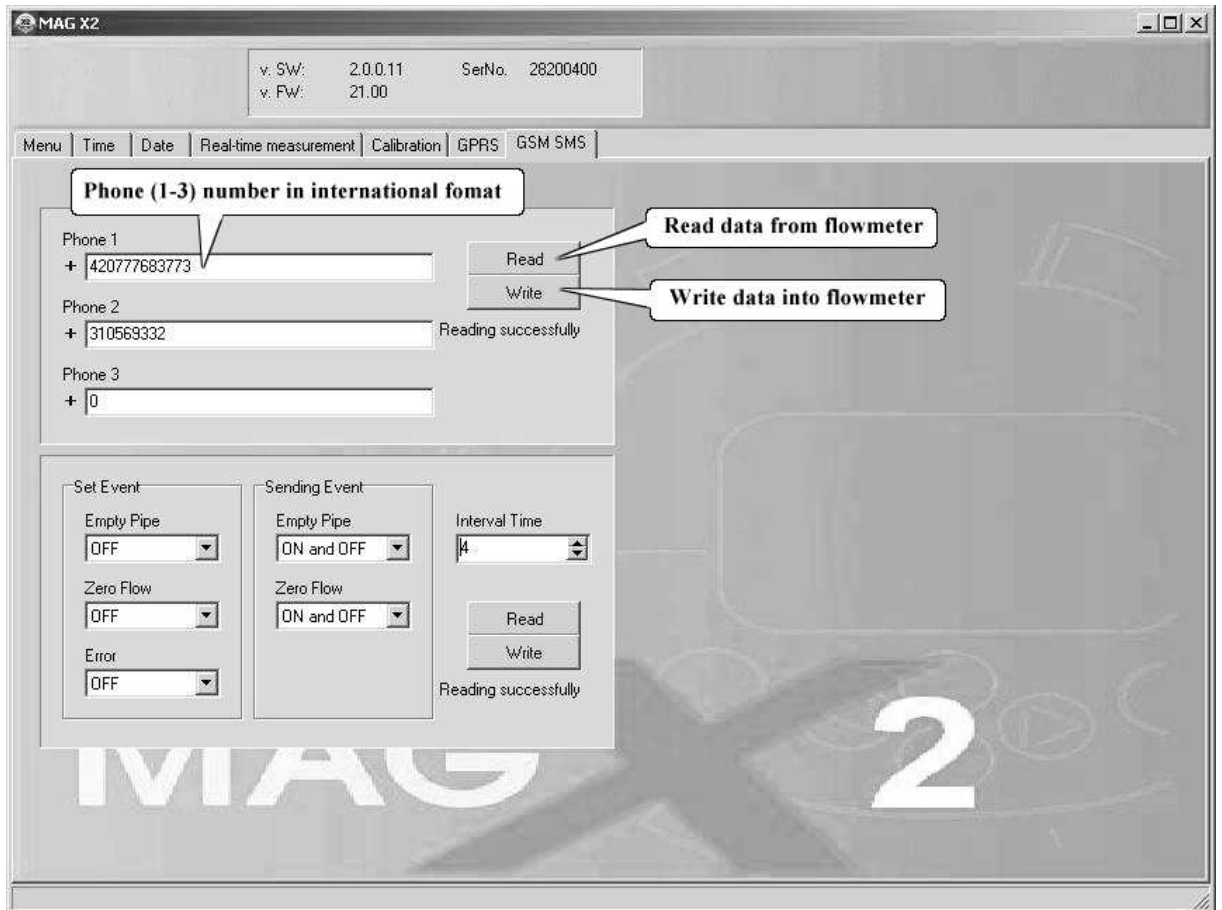 MAG X2
v. SW: 2.0.0.11 SerNo. 28200400
v. FW: 21.00
Menu Time Date Real-time measurement Calibration GPRS GSM SMS
Phone (1-3) number in international fomat
Phone 1
+ 420777683773
Read
Read data from flowmeter
Write
Write data into flowmeter
Phone 2
+ 310569332
Reading successfully
Phone 3
+ 0
Set Event
Empty Pipe
OFF
Zero Flow
OFF
Error
OFF
Sending Event
Empty Pipe
ON and OFF
Zero Flow
ON and OFF
Interval Time
4
Read
Write
Reading successfully
MAG X 2